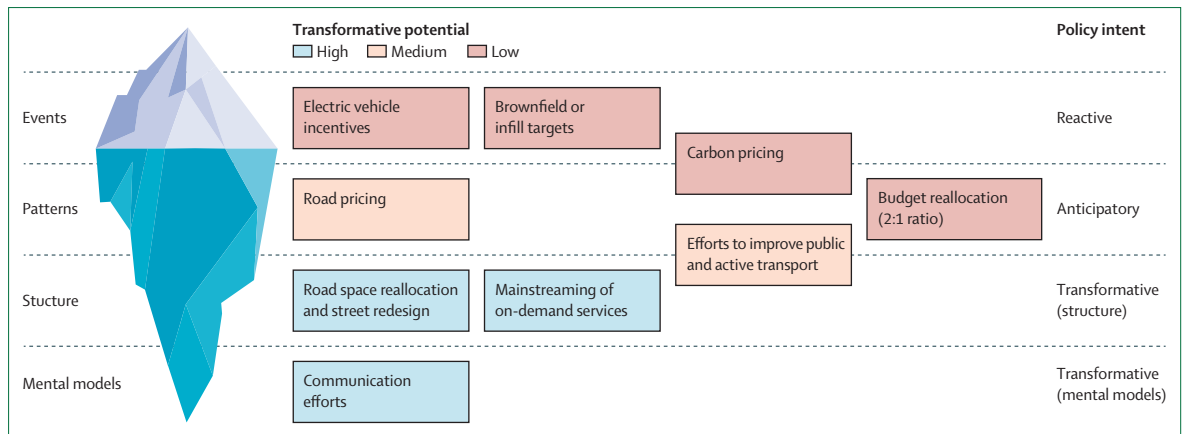 Transformative potential
High Medium Low
Policy intent
Events
Electric vehicle
incentives
Brownfield or
infill targets
Carbon pricing
Reactive
Patterns
Road pricing
Efforts to improve public
and active transport
Budget reallocation
(2:1 ratio)
Anticipatory
Stucture
Road space reallocation
and street redesign
Mainstreaming of
on-demand services
Transformative
(structure)
Mental models
Communication
efforts
Transformative
(mental models)